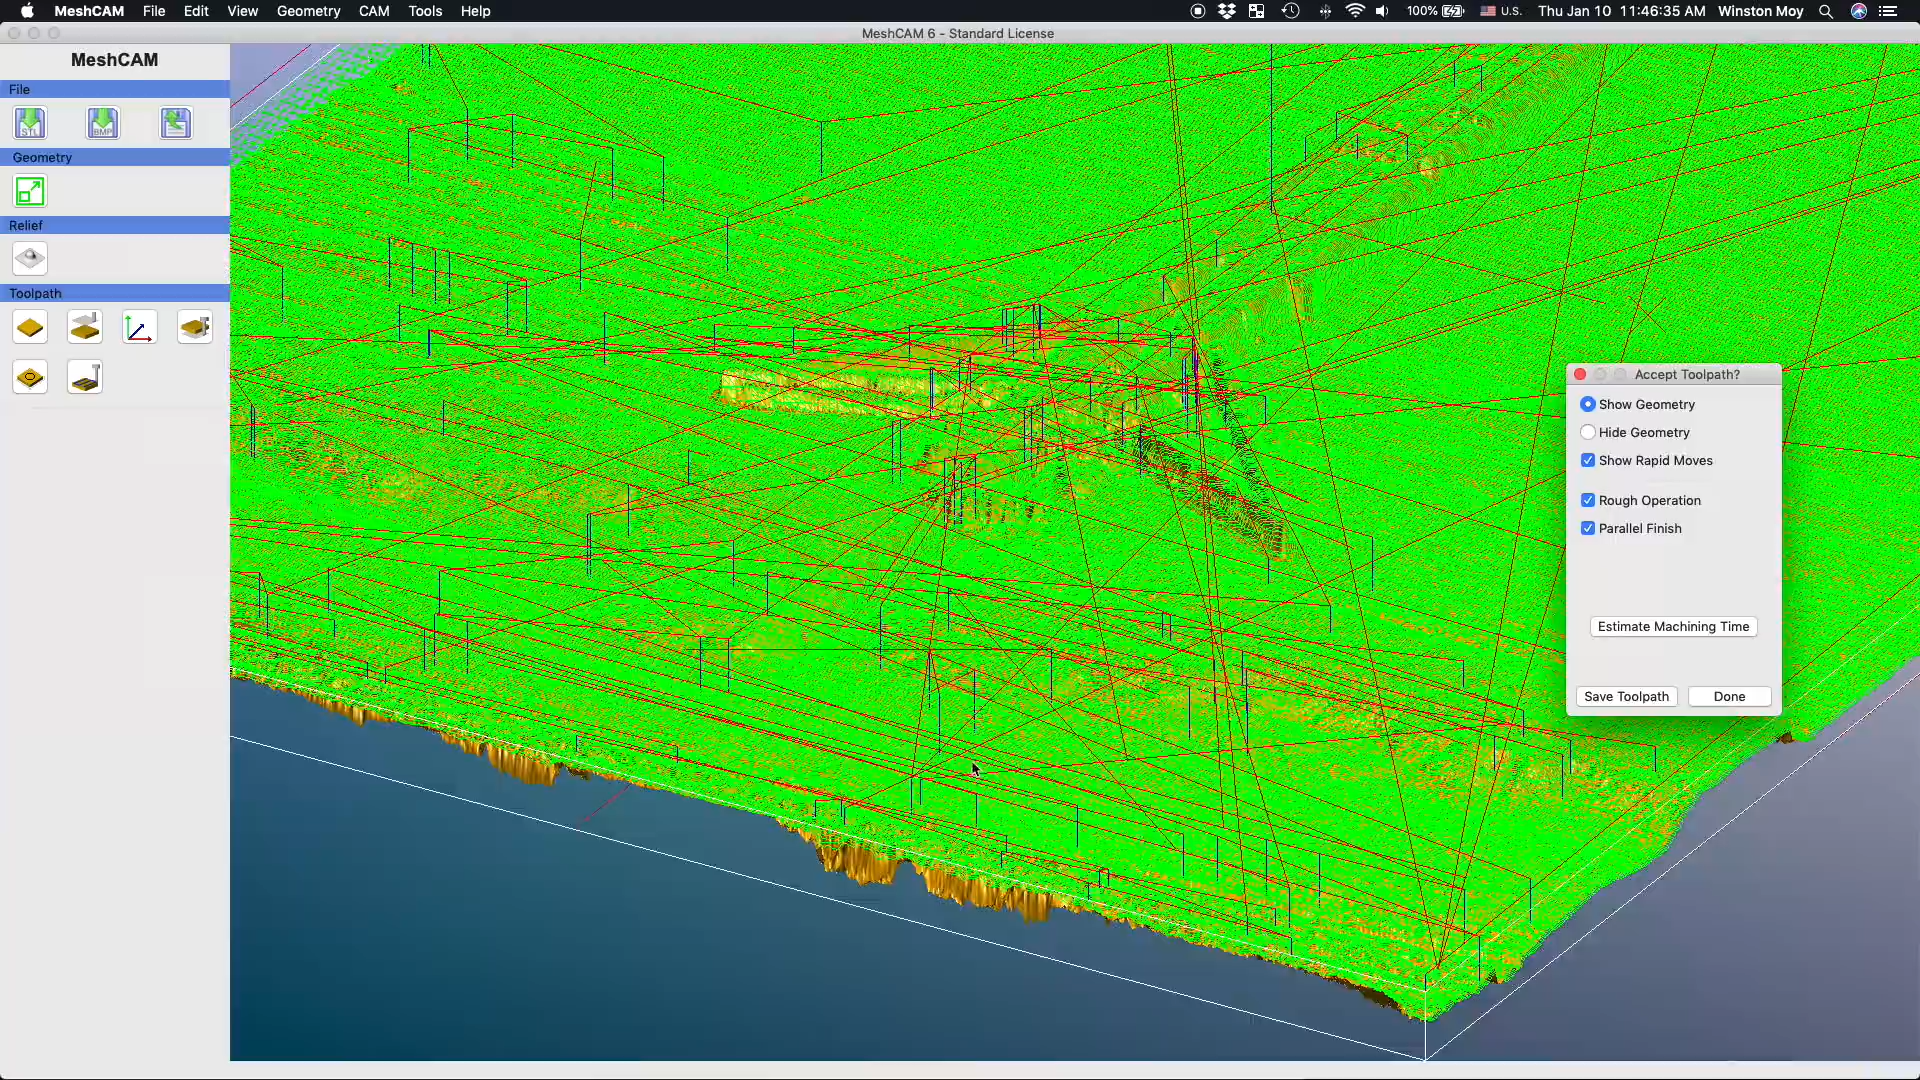 MeshCAM File Edit View Geometry CAM Tools Help 100% U.S. Thu Jan 10 11:46:35 AM Winston Moy
MeshCAM 6 - Standard License
MeshCAM
File
STL
BMP
Geometry
Relief
Toolpath
Accept Toolpath?
Show Geometry
Hide Geometry
Show Rapid Moves
Rough Operation
Parallel Finish
Estimate Machining Time
Save Toolpath
Done